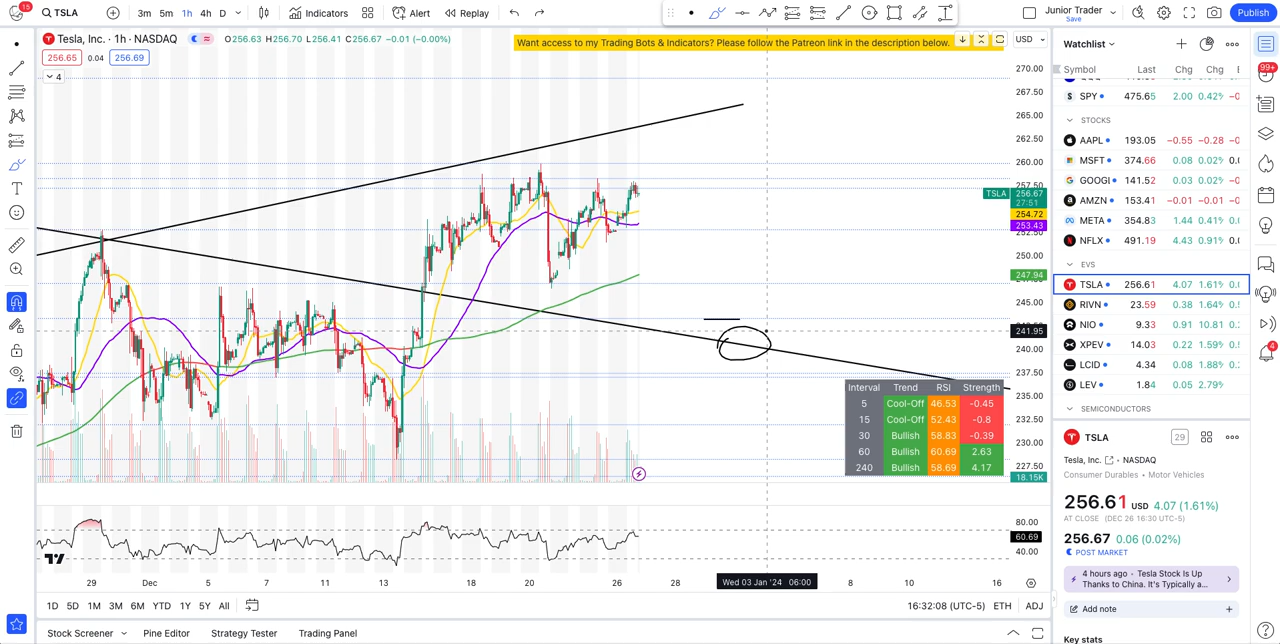 15
TSLA
3m 5m 1h 4h D
Indicators
Alert
Replay
Junior Trader
Save
Publish
Tesla, Inc. · 1h · NASDAQ
O256.63 H256.70 L256.41 C256.67 −0.01 (−0.00%)
Want access to my Trading Bots & Indicators? Please follow the Patreon link in the description below.
USD
256.65 0.04 256.69
4
270.00
267.50
265.00
262.50
260.00
257.50
TSLA 256.67
27:51
254.72
253.43
252.50
250.00
247.94
245.00
241.95
240.00
237.50
235.00
232.50
230.00
227.50
18.15K
80.00
60.69
40.00
Interval Trend RSI Strength
5 Cool-Off 46.53 -0.45
15 Cool-Off 52.43 -0.8
30 Bullish 58.83 -0.39
60 Bullish 60.69 2.63
240 Bullish 58.69 4.17
29 Dec 5 7 11 13 18 20 26 28 Wed 03 Jan '24 06:00 8 10 16
1D 5D 1M 3M 6M YTD 1Y 5Y All
16:32:08 (UTC-5) ETH ADJ
Stock Screener Pine Editor Strategy Tester Trading Panel
Watchlist
Symbol Last Chg Chg
SPY 475.65 2.00 0.42%
STOCKS
AAPL 193.05 −0.55 −0.28
MSFT 374.66 0.08 0.02%
GOOGL 141.52 0.03 0.02%
AMZN 153.41 −0.01 −0.01
META 354.83 1.44 0.41%
NFLX 491.19 4.43 0.91%
EVS
TSLA 256.61 4.07 1.61%
RIVN 23.59 0.38 1.64%
NIO 9.33 0.91 10.81
XPEV 14.03 0.22 1.59%
LCID 4.34 0.08 1.88%
LEV 1.84 0.05 2.79%
SEMICONDUCTORS
TSLA
29
Tesla, Inc. · NASDAQ
Consumer Durables · Motor Vehicles
256.61 USD 4.07 (1.61%)
AT CLOSE (DEC 26 16:30 UTC-5)
256.67 0.06 (0.02%)
POST MARKET
4 hours ago · Tesla Stock Is Up
Thanks to China. It's Typically a...
Add note
Key stats
99+
4